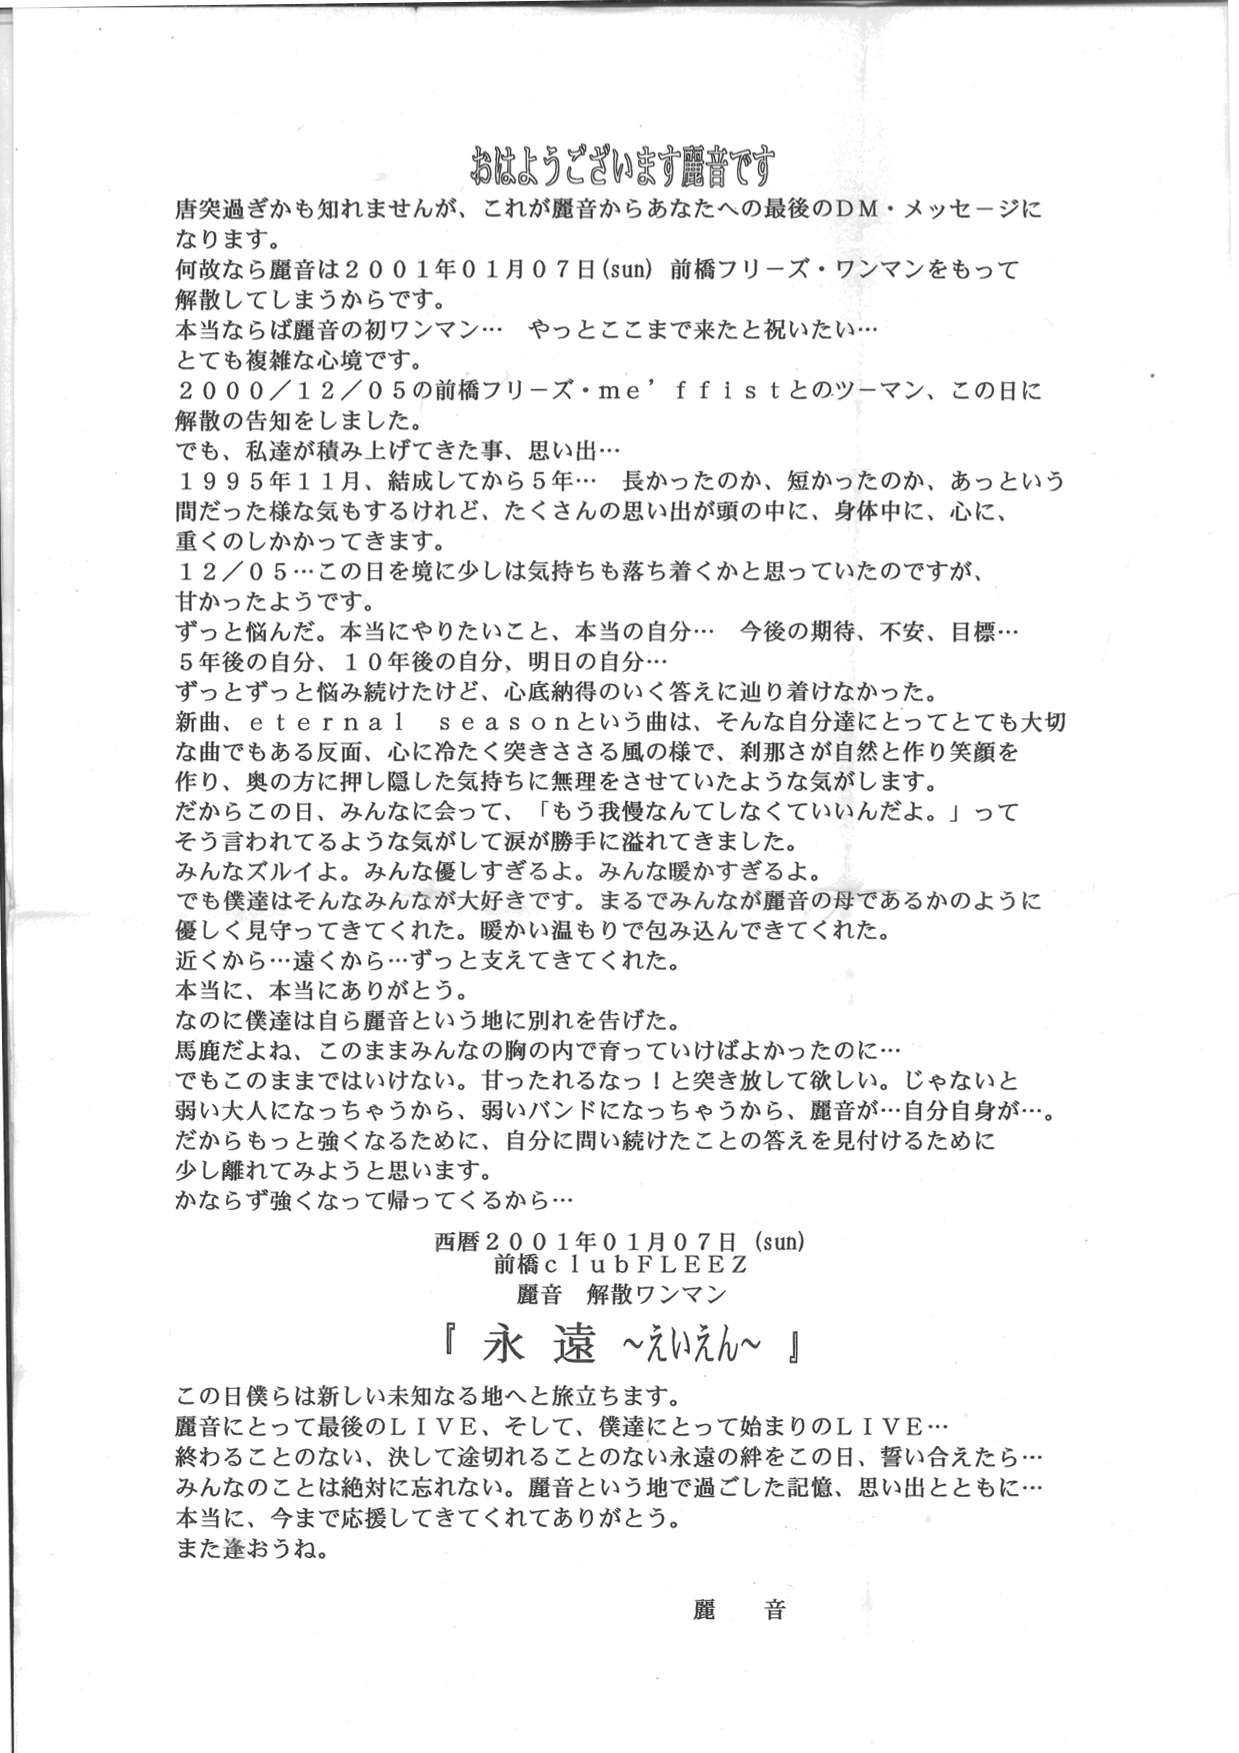 おはようございます麗音です
唐突過ぎかも知れませんが、これが麗音からあなたへの最後のＤＭ・メッセージに
なります。
何故なら麗音は２００１年０１月０７日(sun) 前橋フリーズ・ワンマンをもって
解散してしまうからです。
本当ならば麗音の初ワンマン…　やっとここまで来たと祝いたい…
とても複雑な心境です。
２０００／１２／０５の前橋フリーズ・ｍｅ’ｆｆｉｓｔとのツーマン、この日に
解散の告知をしました。
でも、私達が積み上げてきた事、思い出…
１９９５年１１月、結成してから５年…　長かったのか、短かったのか、あっという
間だった様な気もするけれど、たくさんの思い出が頭の中に、身体中に、心に、
重くのしかかってきます。
１２／０５…この日を境に少しは気持ちも落ち着くかと思っていたのですが、
甘かったようです。
ずっと悩んだ。本当にやりたいこと、本当の自分…　今後の期待、不安、目標…
５年後の自分、１０年後の自分、明日の自分…
ずっとずっと悩み続けたけど、心底納得のいく答えに辿り着けなかった。
新曲、ｅｔｅｒｎａｌ　ｓｅａｓｏｎという曲は、そんな自分達にとってとても大切
な曲でもある反面、心に冷たく突きささる風の様で、刹那さが自然と作り笑顔を
作り、奥の方に押し隠した気持ちに無理をさせていたような気がします。
だからこの日、みんなに会って、「もう我慢なんてしなくていいんだよ。」って
そう言われてるような気がして涙が勝手に溢れてきました。
みんなズルイよ。みんな優しすぎるよ。みんな暖かすぎるよ。
でも僕達はそんなみんなが大好きです。まるでみんなが麗音の母であるかのように
優しく見守ってきてくれた。暖かい温もりで包み込んできてくれた。
近くから…遠くから…ずっと支えてきてくれた。
本当に、本当にありがとう。
なのに僕達は自ら麗音という地に別れを告げた。
馬鹿だよね、このままみんなの胸の内で育っていけばよかったのに…
でもこのままではいけない。甘ったれるなっ！と突き放して欲しい。じゃないと
弱い大人になっちゃうから、弱いバンドになっちゃうから、麗音が…自分自身が…。
だからもっと強くなるために、自分に問い続けたことの答えを見付けるために
少し離れてみようと思います。
かならず強くなって帰ってくるから…
西暦２００１年０１月０７日 (sun)
前橋ｃｌｕｂＦＬＥＥＺ
麗音　解散ワンマン
『 永 遠 ～えいえん～ 』
この日僕らは新しい未知なる地へと旅立ちます。
麗音にとって最後のＬＩＶＥ、そして、僕達にとって始まりのＬＩＶＥ…
終わることのない、決して途切れることのない永遠の絆をこの日、誓い合えたら…
みんなのことは絶対に忘れない。麗音という地で過ごした記憶、思い出とともに…
本当に、今まで応援してきてくれてありがとう。
また逢おうね。
麗　　音